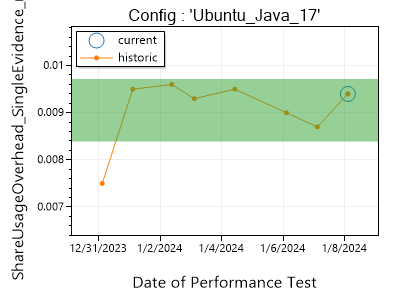 Config : 'Ubuntu_Java_17'
current
historic
ShareUsageOverhead_SingleEvidence_
0.01
0.009
0.008
0.007
12/31/2023 1/2/2024 1/4/2024 1/6/2024 1/8/2024
Date of Performance Test